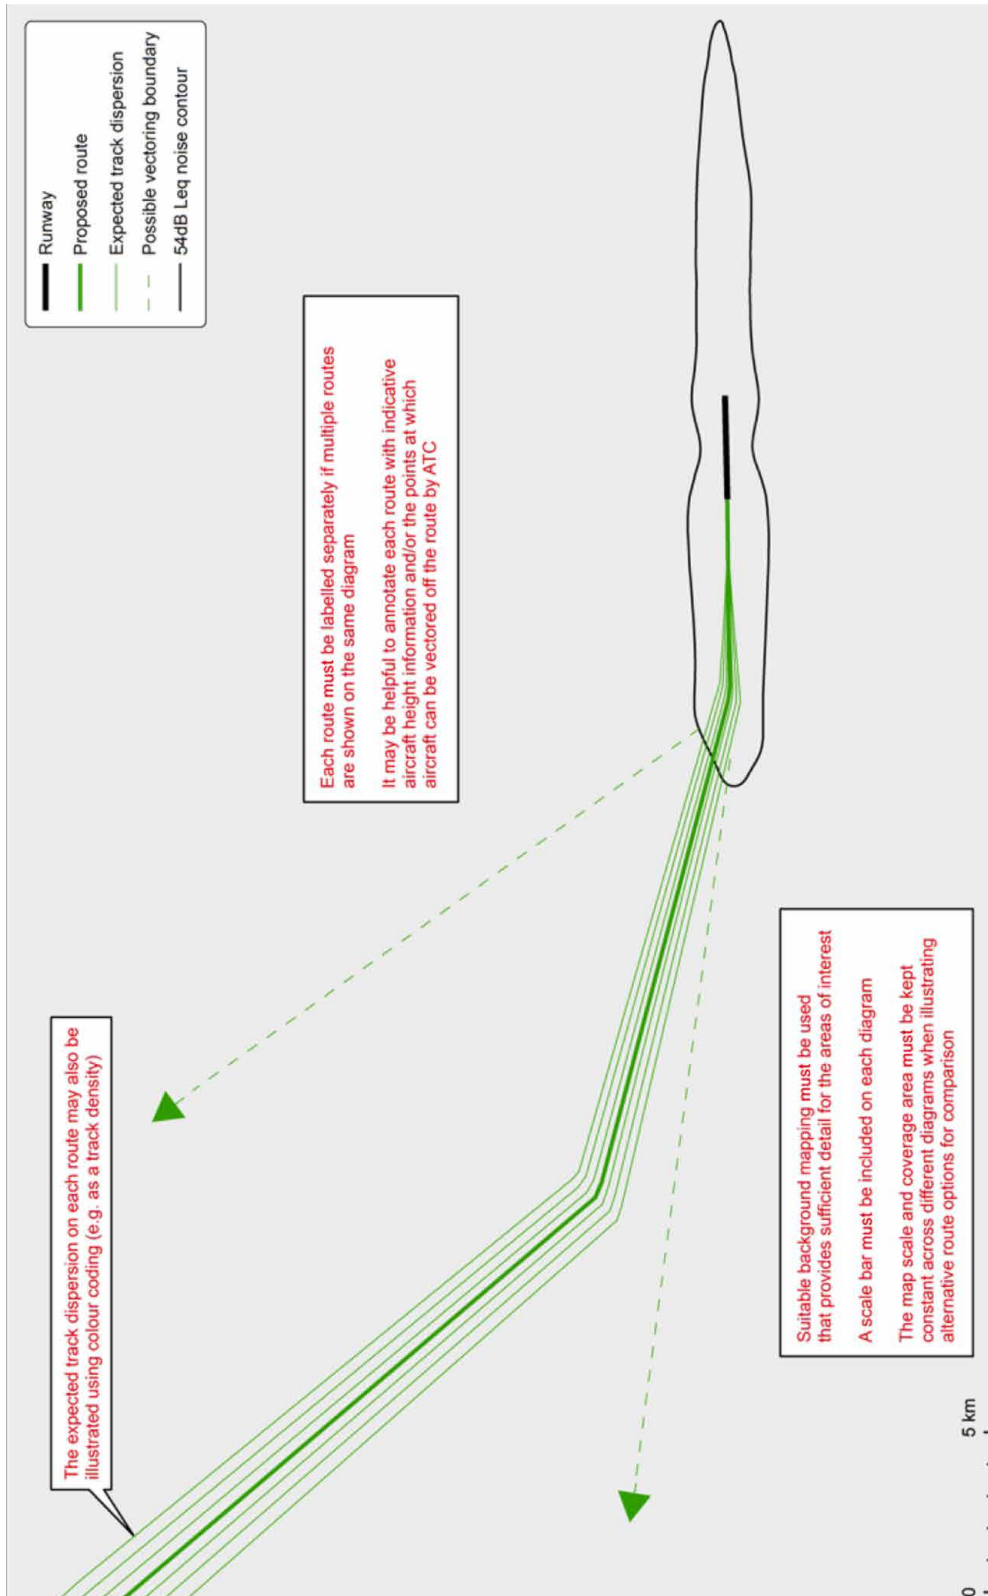 The expected track dispersion on each route may also be
illustrated using colour coding (e.g. as a track density)
Each route must be labelled separately if multiple routes
are shown on the same diagram
It may be helpful to annotate each route with indicative
aircraft height information and/or the points at which
aircraft can be vectored off the route by ATC
Runway
Proposed route
Expected track dispersion
Possible vectoring boundary
54dB Leq noise contour
Suitable background mapping must be used
that provides sufficient detail for the areas of interest
A scale bar must be included on each diagram
The map scale and coverage area must be kept
constant across different diagrams when illustrating
alternative route options for comparison
0 5 km